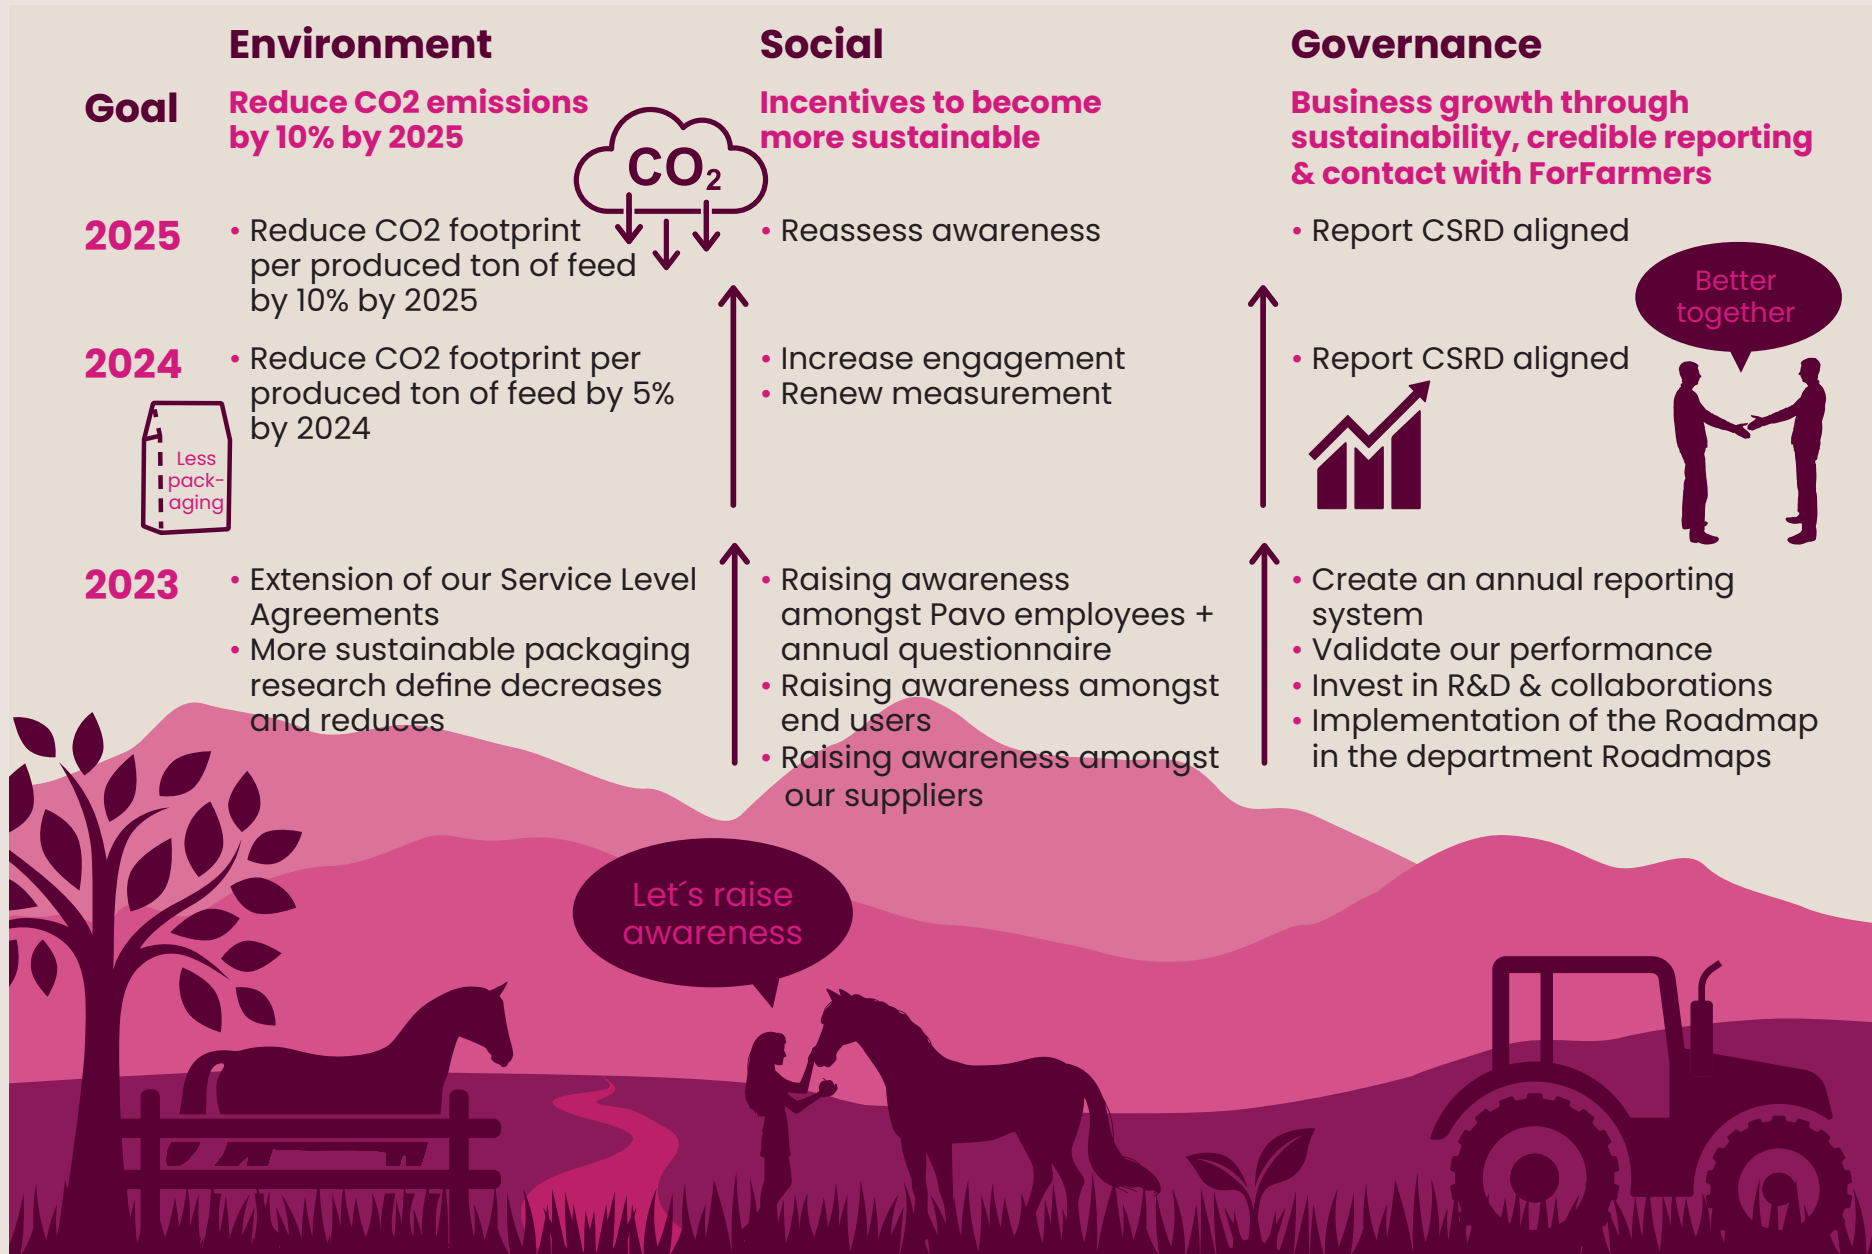 Environment
Social
Governance
Goal
Reduce CO2 emissions
by 10% by 2025
Incentives to become
more sustainable
Business growth through
sustainability, credible reporting
& contact with ForFarmers
CO₂
2025
• Reduce CO2 footprint
per produced ton of feed
by 10% by 2025
• Reassess awareness
• Report CSRD aligned
Better
together
2024
• Reduce CO2 footprint per
produced ton of feed by 5%
by 2024
• Increase engagement
• Renew measurement
• Report CSRD aligned
Less
pack-
aging
2023
• Extension of our Service Level
Agreements
• More sustainable packaging
research define decreases
and reduces
• Raising awareness
amongst Pavo employees +
annual questionnaire
• Raising awareness amongst
end users
• Raising awareness amongst
our suppliers
• Create an annual reporting
system
• Validate our performance
• Invest in R&D & collaborations
• Implementation of the Roadmap
in the department Roadmaps
Let´s raise
awareness